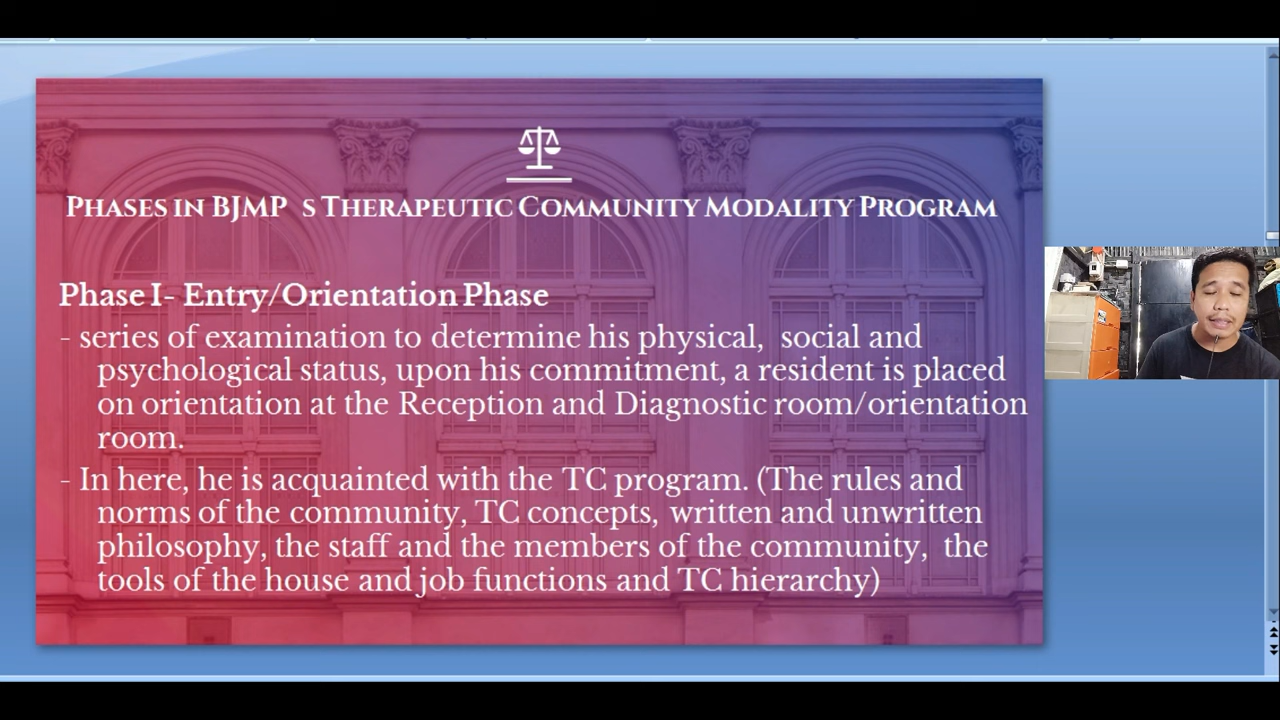 Phases in BJMP s Therapeutic Community Modality Program
Phase I- Entry/Orientation Phase
- series of examination to determine his physical, social and
psychological status, upon his commitment, a resident is placed
on orientation at the Reception and Diagnostic room/orientation
room.
- In here, he is acquainted with the TC program. (The rules and
norms of the community, TC concepts, written and unwritten
philosophy, the staff and the members of the community, the
tools of the house and job functions and TC hierarchy)